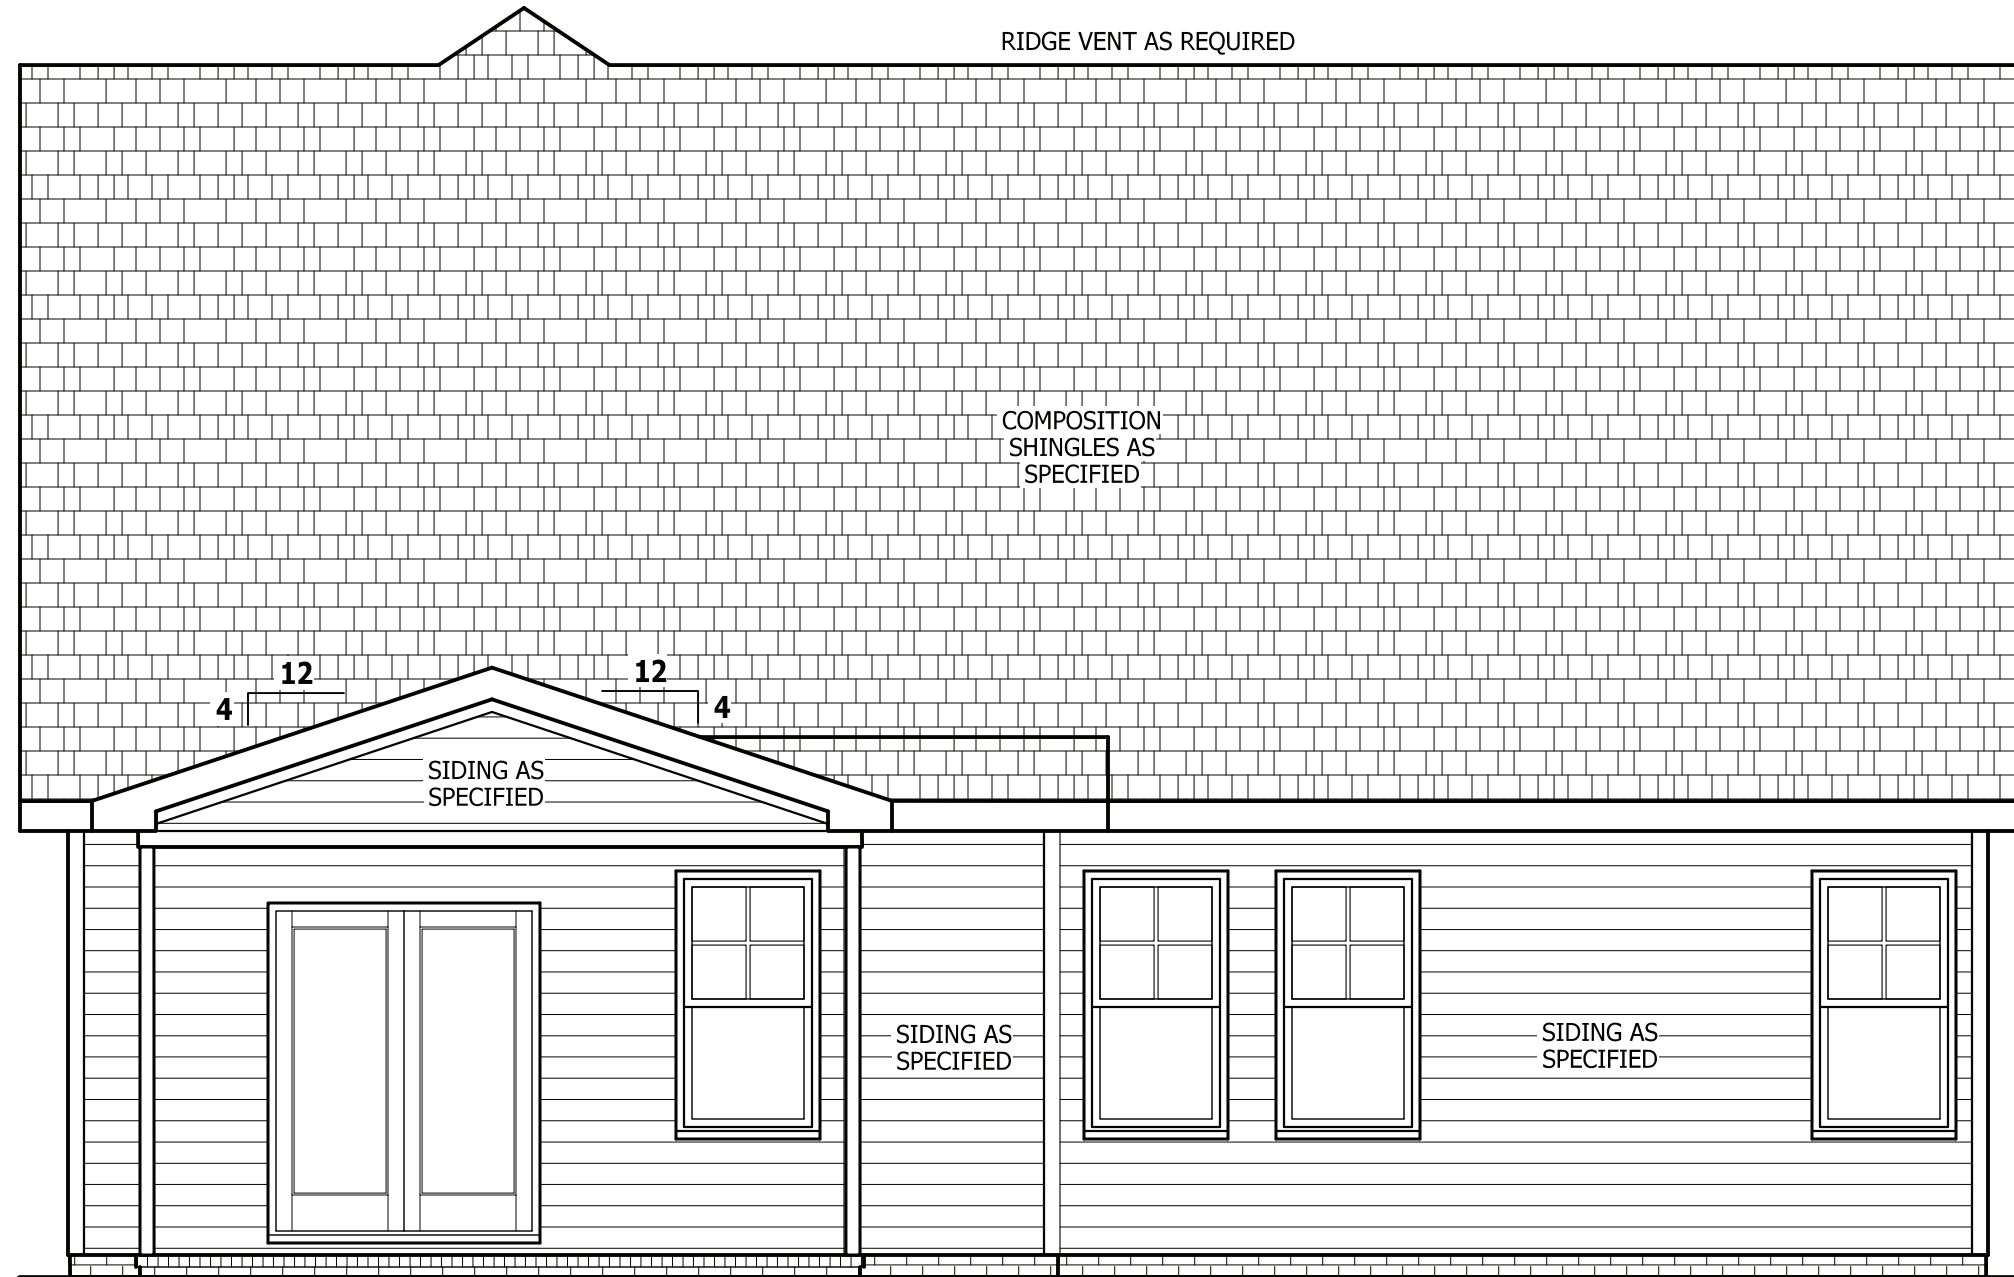 RIDGE VENT AS REQUIRED
COMPOSITION
SHINGLES AS
SPECIFIED
12
4
12
4
SIDING AS
SPECIFIED
SIDING AS
SPECIFIED
SIDING AS
SPECIFIED